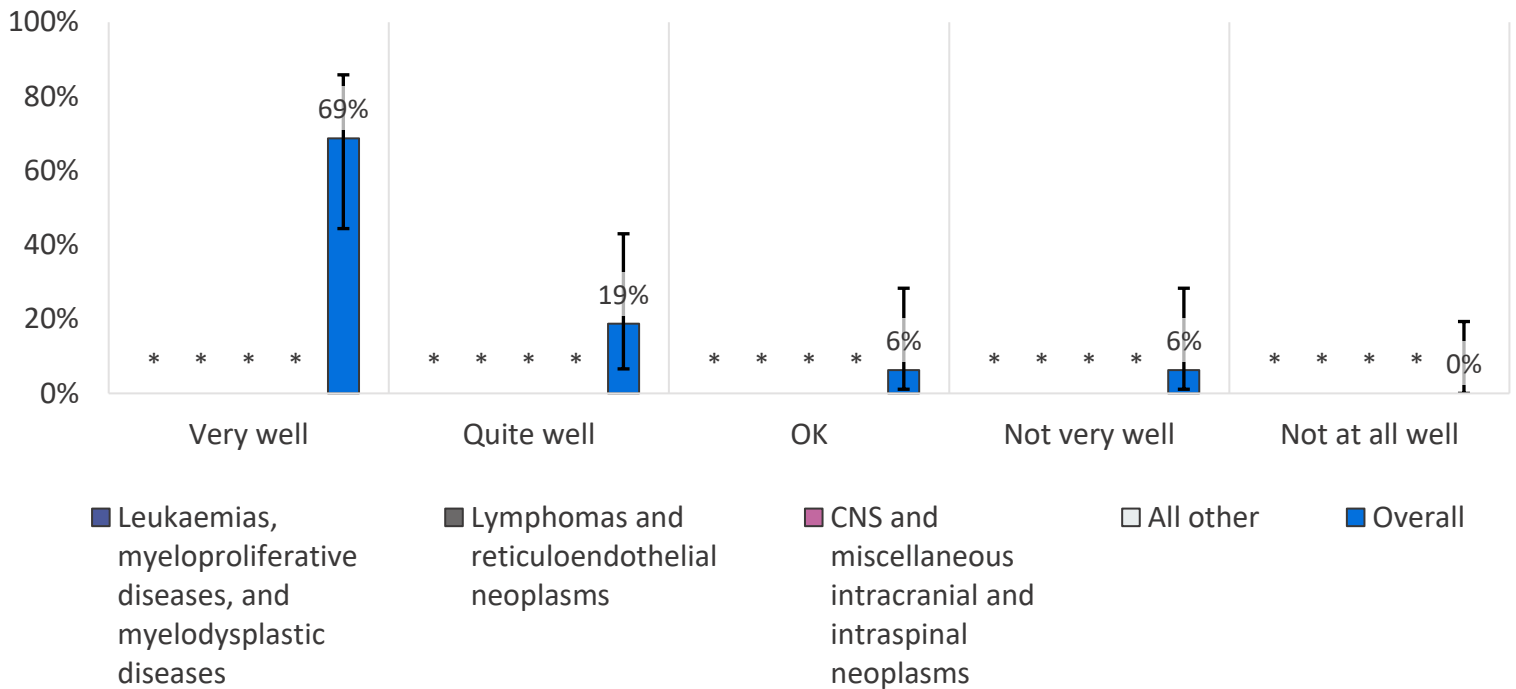 100%
80%
60%
40%
20%
0%
69%
19%
6%
6%
0%
* * * *
* * * *
* * * *
* * * *
* * * *
Very well
Quite well
OK
Not very well
Not at all well
Leukaemias,
myeloproliferative
diseases, and
myelodysplastic
diseases
Lymphomas and
reticuloendothelial
neoplasms
CNS and
miscellaneous
intracranial and
intraspinal
neoplasms
All other
Overall